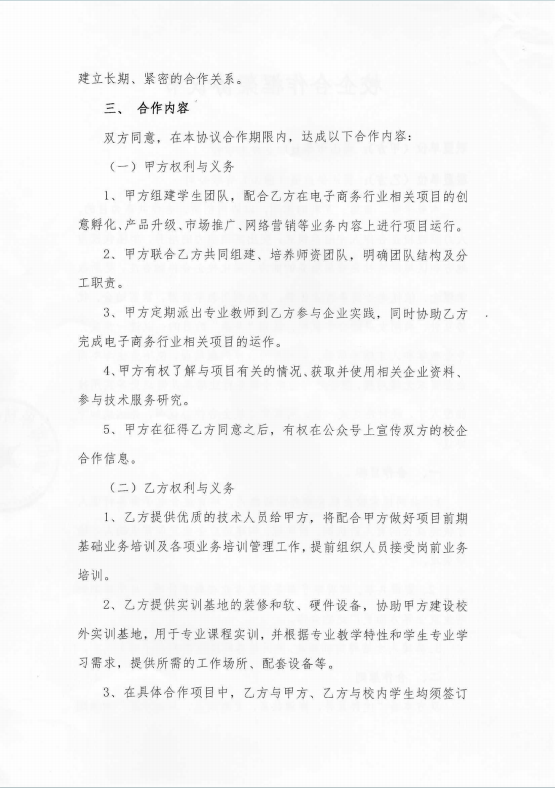 建立长期、紧密的合作关系。
三、 合作内容
双方同意，在本协议合作期限内，达成以下合作内容：
（一）甲方权利与义务
1、甲方组建学生团队，配合乙方在电子商务行业相关项目的创
意孵化、产品升级、市场推广、网络营销等业务内容上进行项目运行。
2、甲方联合乙方共同组建、培养师资团队，明确团队结构及分
工职责。
3、甲方定期派出专业教师到乙方参与企业实践，同时协助乙方
完成电子商务行业相关项目的运作。
4、甲方有权了解与项目有关的情况、获取并使用相关企业资料、
参与技术服务研究。
5、甲方在征得乙方同意之后，有权在公众号上宣传双方的校企
合作信息。
（二）乙方权利与义务
1、乙方提供优质的技术人员给甲方，将配合甲方做好项目前期
基础业务培训及各项业务培训管理工作，提前组织人员接受岗前业务
培训。
2、乙方提供实训基地的装修和软、硬件设备，协助甲方建设校
外实训基地，用于专业课程实训，并根据专业教学特性和学生专业学
习需求，提供所需的工作场所、配套设备等。
3、在具体合作项目中，乙方与甲方、乙方与校内学生均须签订